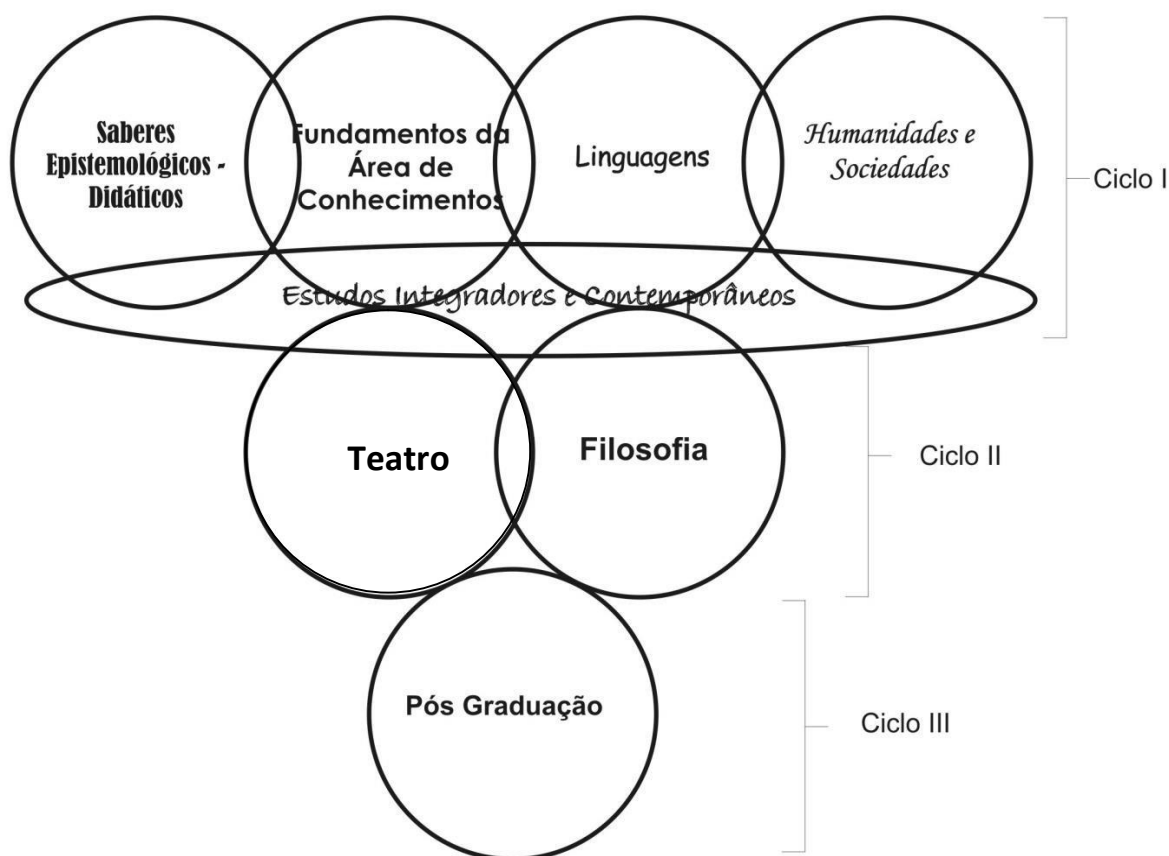 Saberes
Epistemológicos -
Didáticos
Fundamentos da
Área de
Conhecimentos
Linguagens
Humanidades e
Sociedades
Ciclo I
Estudos Integradores e Contemporâneos
Teatro
Filosofia
Ciclo II
Pós Graduação
Ciclo III